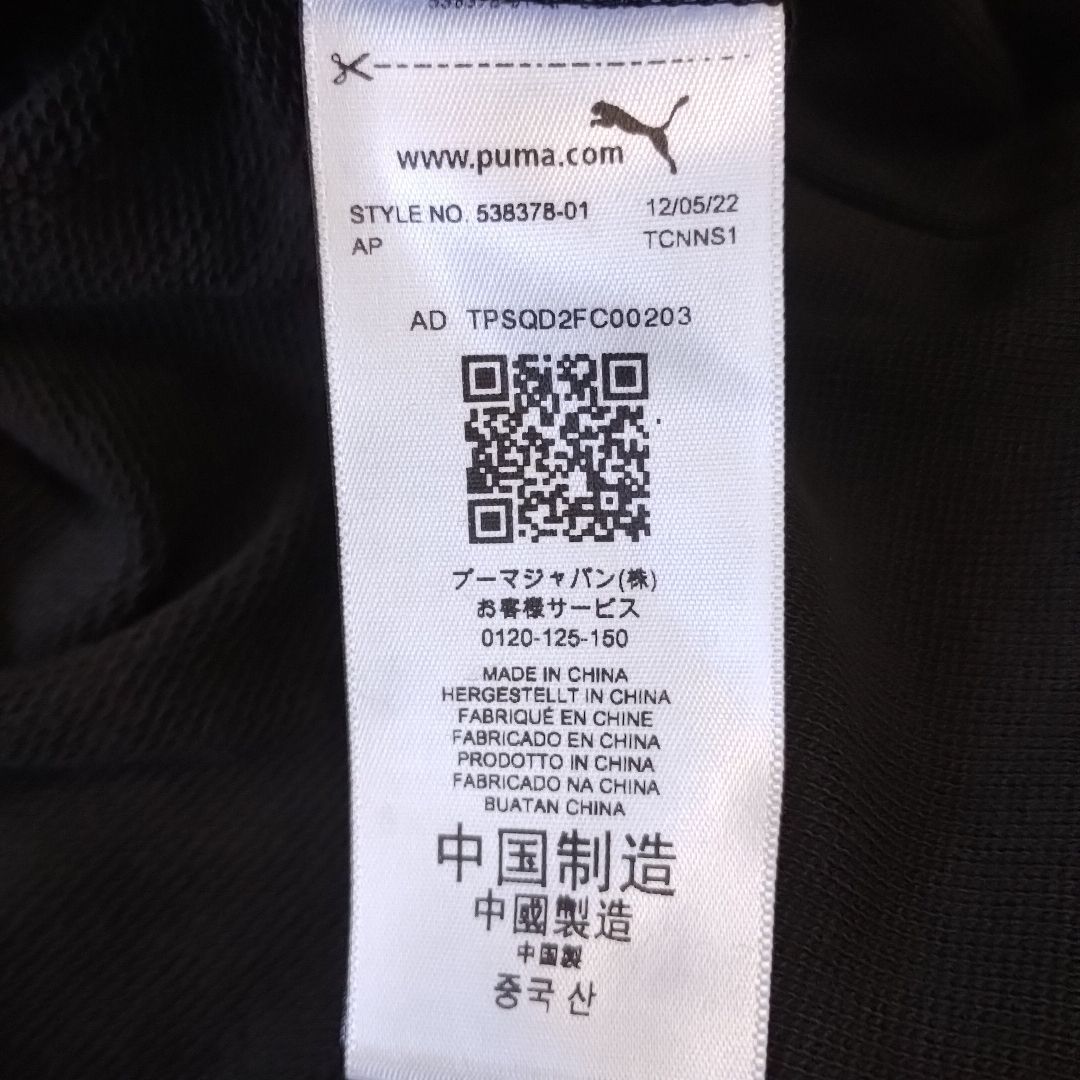 www.puma.com
STYLE NO. 538378-01 12/05/22
AP TCNNS1
AD TPSQD2FC00203
プーマジャパン(株)
お客様サービス
0120-125-150
MADE IN CHINA
HERGESTELLT IN CHINA
FABRIQUÉ EN CHINE
FABRICADO EN CHINA
PRODOTTO IN CHINA
FABRICADO NA CHINA
BUATAN CHINA
中国制造
中國製造
中国製
중국 산